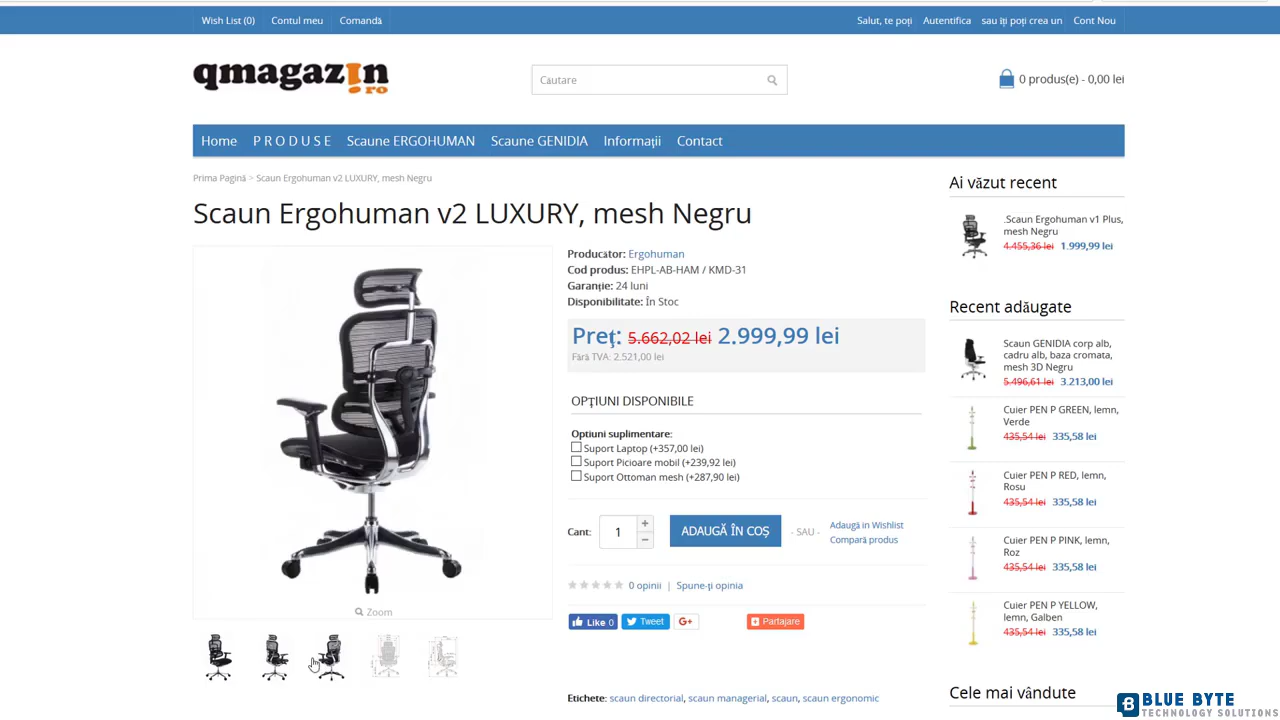 Wish List (0) Contul meu Comandă
Salut, te poți Autentifica sau îți poți crea un Cont Nou
qmagazin.ro
Căutare
0 produs(e) - 0,00 lei
Home P R O D U S E Scaune ERGOHUMAN Scaune GENIDIA Informații Contact
Prima Pagină > Scaun Ergohuman v2 LUXURY, mesh Negru
Scaun Ergohuman v2 LUXURY, mesh Negru
Zoom
Producător: Ergohuman
Cod produs: EHPL-AB-HAM / KMD-31
Garanție: 24 luni
Disponibilitate: În Stoc
Preţ: 5.662,02 lei 2.999,99 lei
Fără TVA: 2.521,00 lei
OPŢIUNI DISPONIBILE
Optiuni suplimentare:
Suport Laptop (+357,00 lei)
Suport Picioare mobil (+239,92 lei)
Suport Ottoman mesh (+287,90 lei)
Cant: 1 + − ADAUGĂ ÎN COȘ - SAU - Adaugă in Wishlist
Compară produs
0 opinii | Spune-ți opinia
Like 0 Tweet G+ Partajare
Etichete: scaun directorial, scaun managerial, scaun, scaun ergonomic
Ai văzut recent
.Scaun Ergohuman v1 Plus,
mesh Negru
4.455,36 lei 1.999,99 lei
Recent adăugate
Scaun GENIDIA corp alb,
cadru alb, baza cromata,
mesh 3D Negru
5.496,61 lei 3.213,00 lei
Cuier PEN P GREEN, lemn,
Verde
435,54 lei 335,58 lei
Cuier PEN P RED, lemn,
Rosu
435,54 lei 335,58 lei
Cuier PEN P PINK, lemn,
Roz
435,54 lei 335,58 lei
Cuier PEN P YELLOW,
lemn, Galben
435,54 lei 335,58 lei
Cele mai vândute
BLUE BYTE
TECHNOLOGY SOLUTIONS